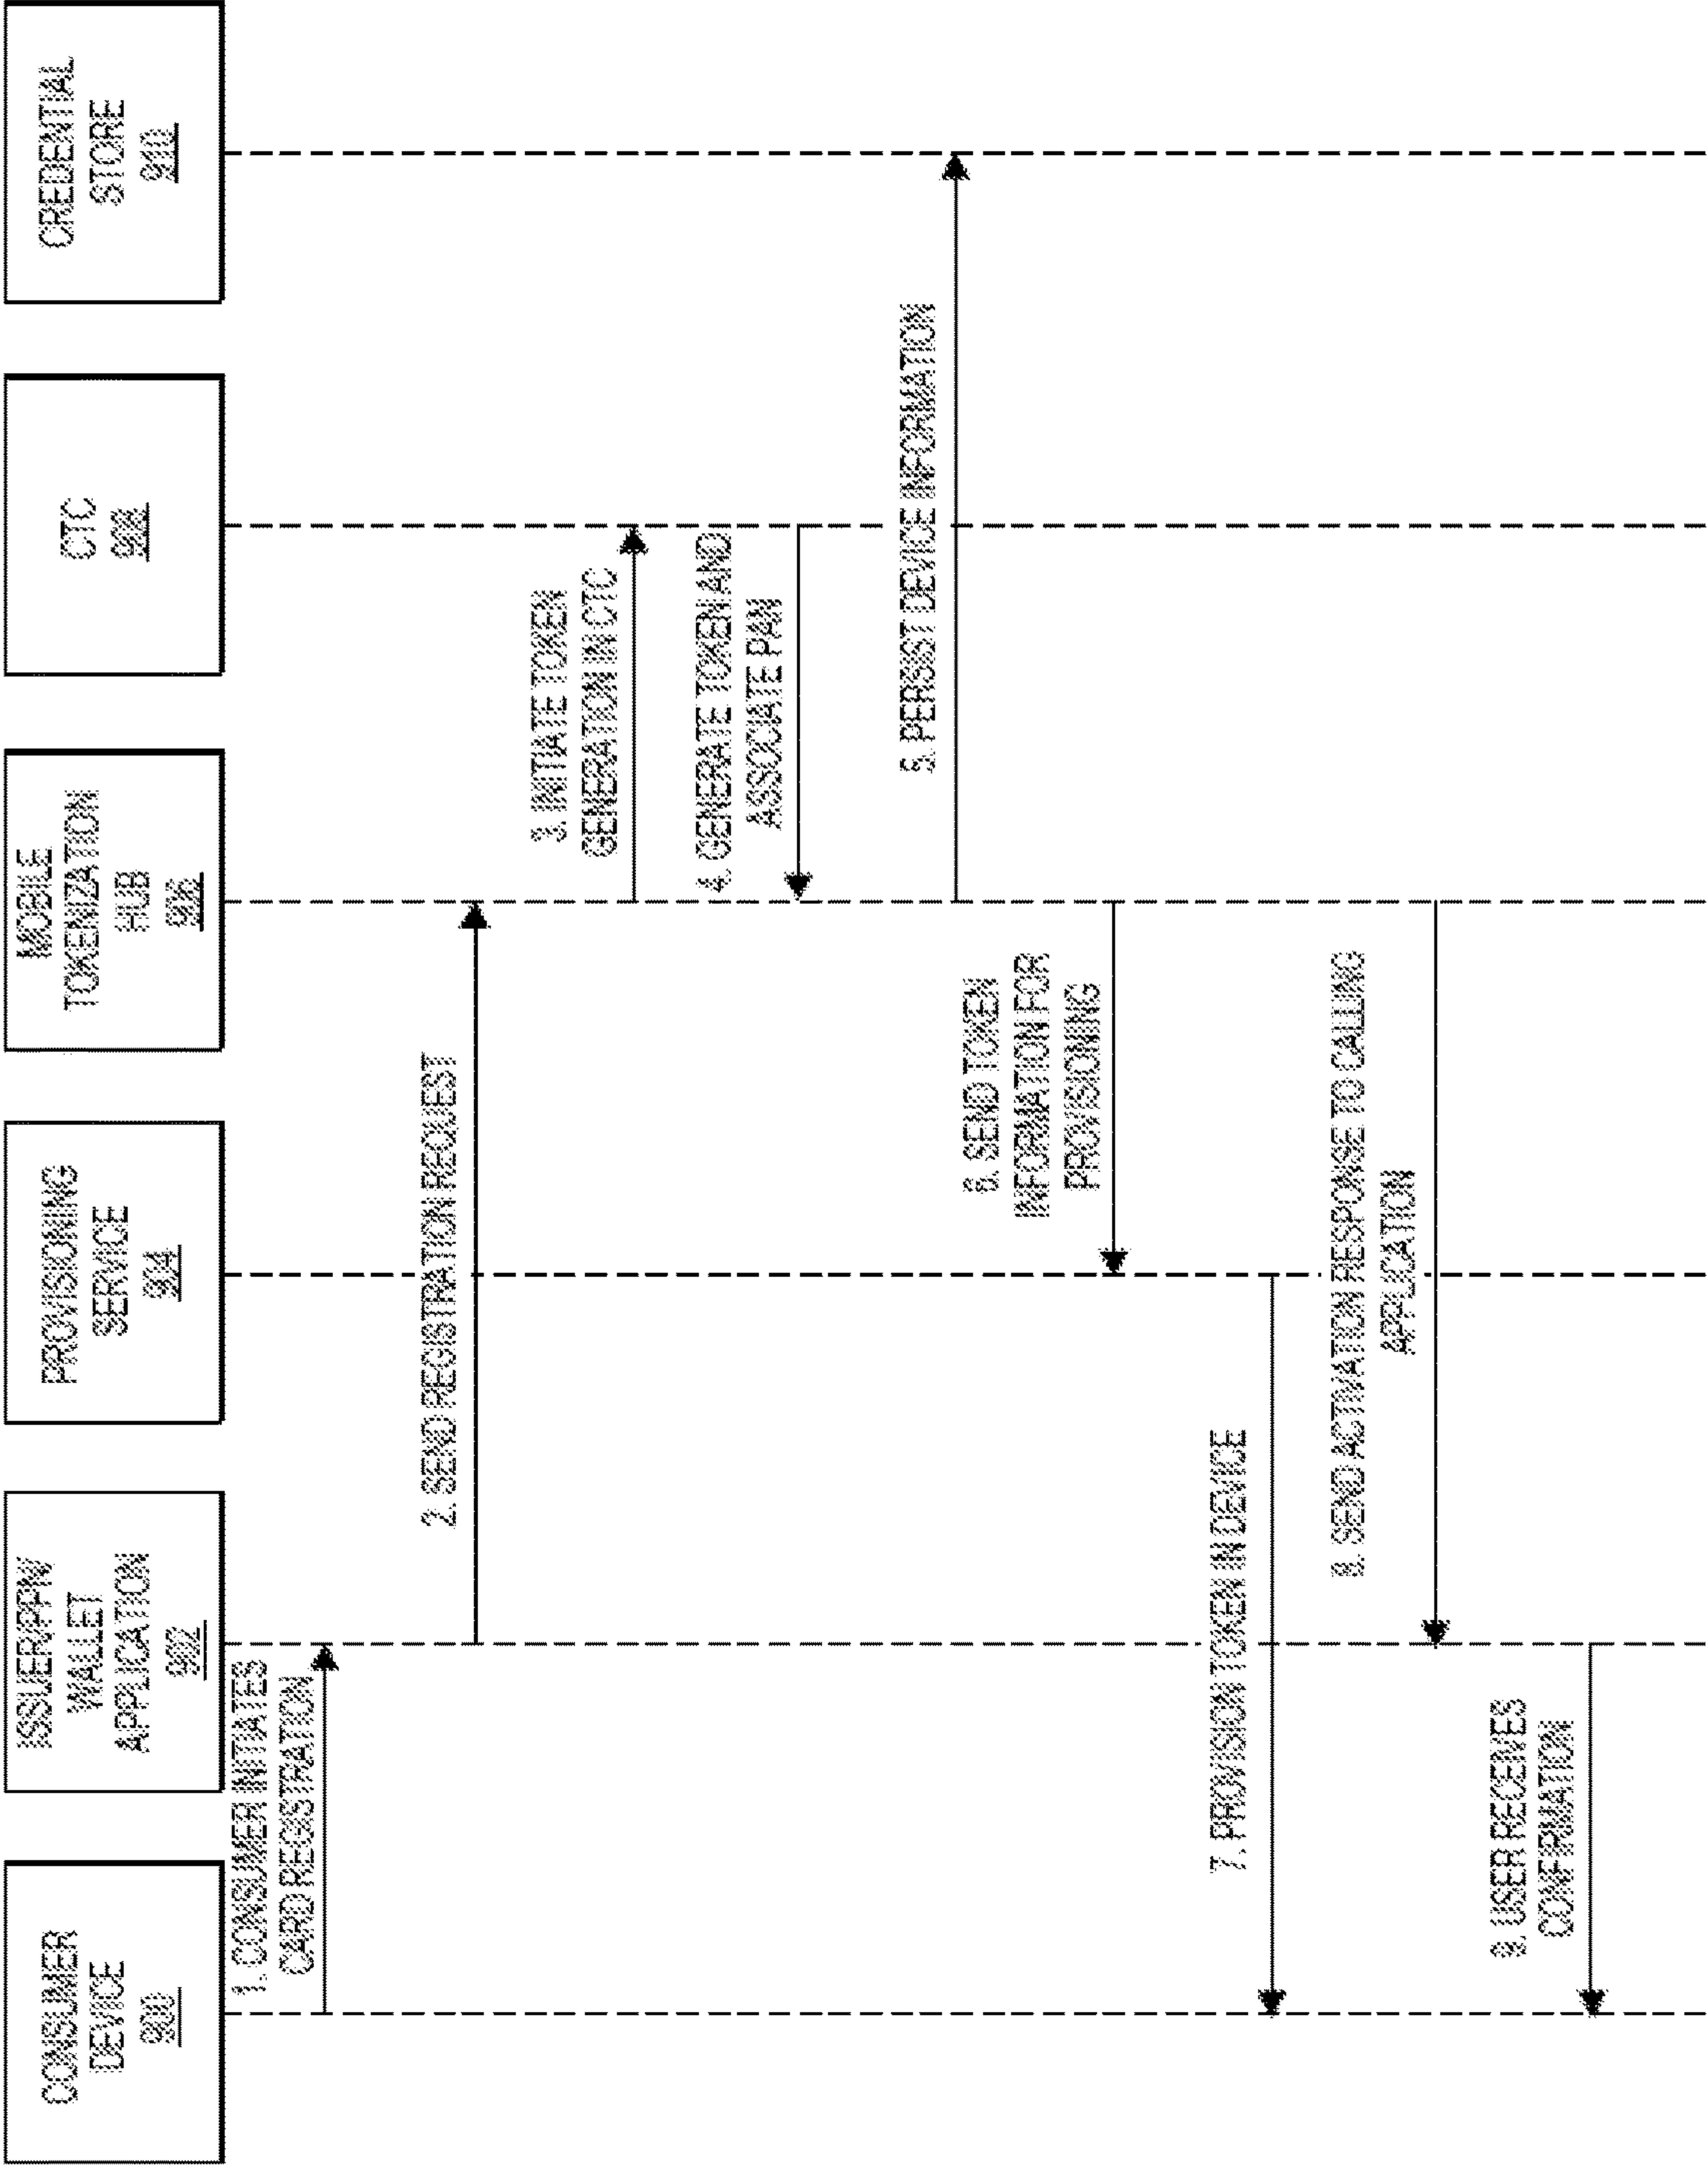 CONSUMER
DEVICE
900
ISSUER/PPN
WALLET
APPLICATION
902
PROVISIONING
SERVICE
904
MOBILE
TOKENIZATION
HUB
906
CTC
908
CREDENTIAL
STORE
910
1. CONSUMER INITIATES
CARD REGISTRATION
2. SEND REGISTRATION REQUEST
3. INITIATE TOKEN
GENERATION IN CTC
4. GENERATE TOKEN AND
ASSOCIATE PAN
5. PERSIST DEVICE INFORMATION
6. SEND TOKEN
INFORMATION FOR
PROVISIONING
7. PROVISION TOKEN IN DEVICE
8. SEND ACTIVATION RESPONSE TO CALLING
APPLICATION
9. USER RECEIVES
CONFIRMATION